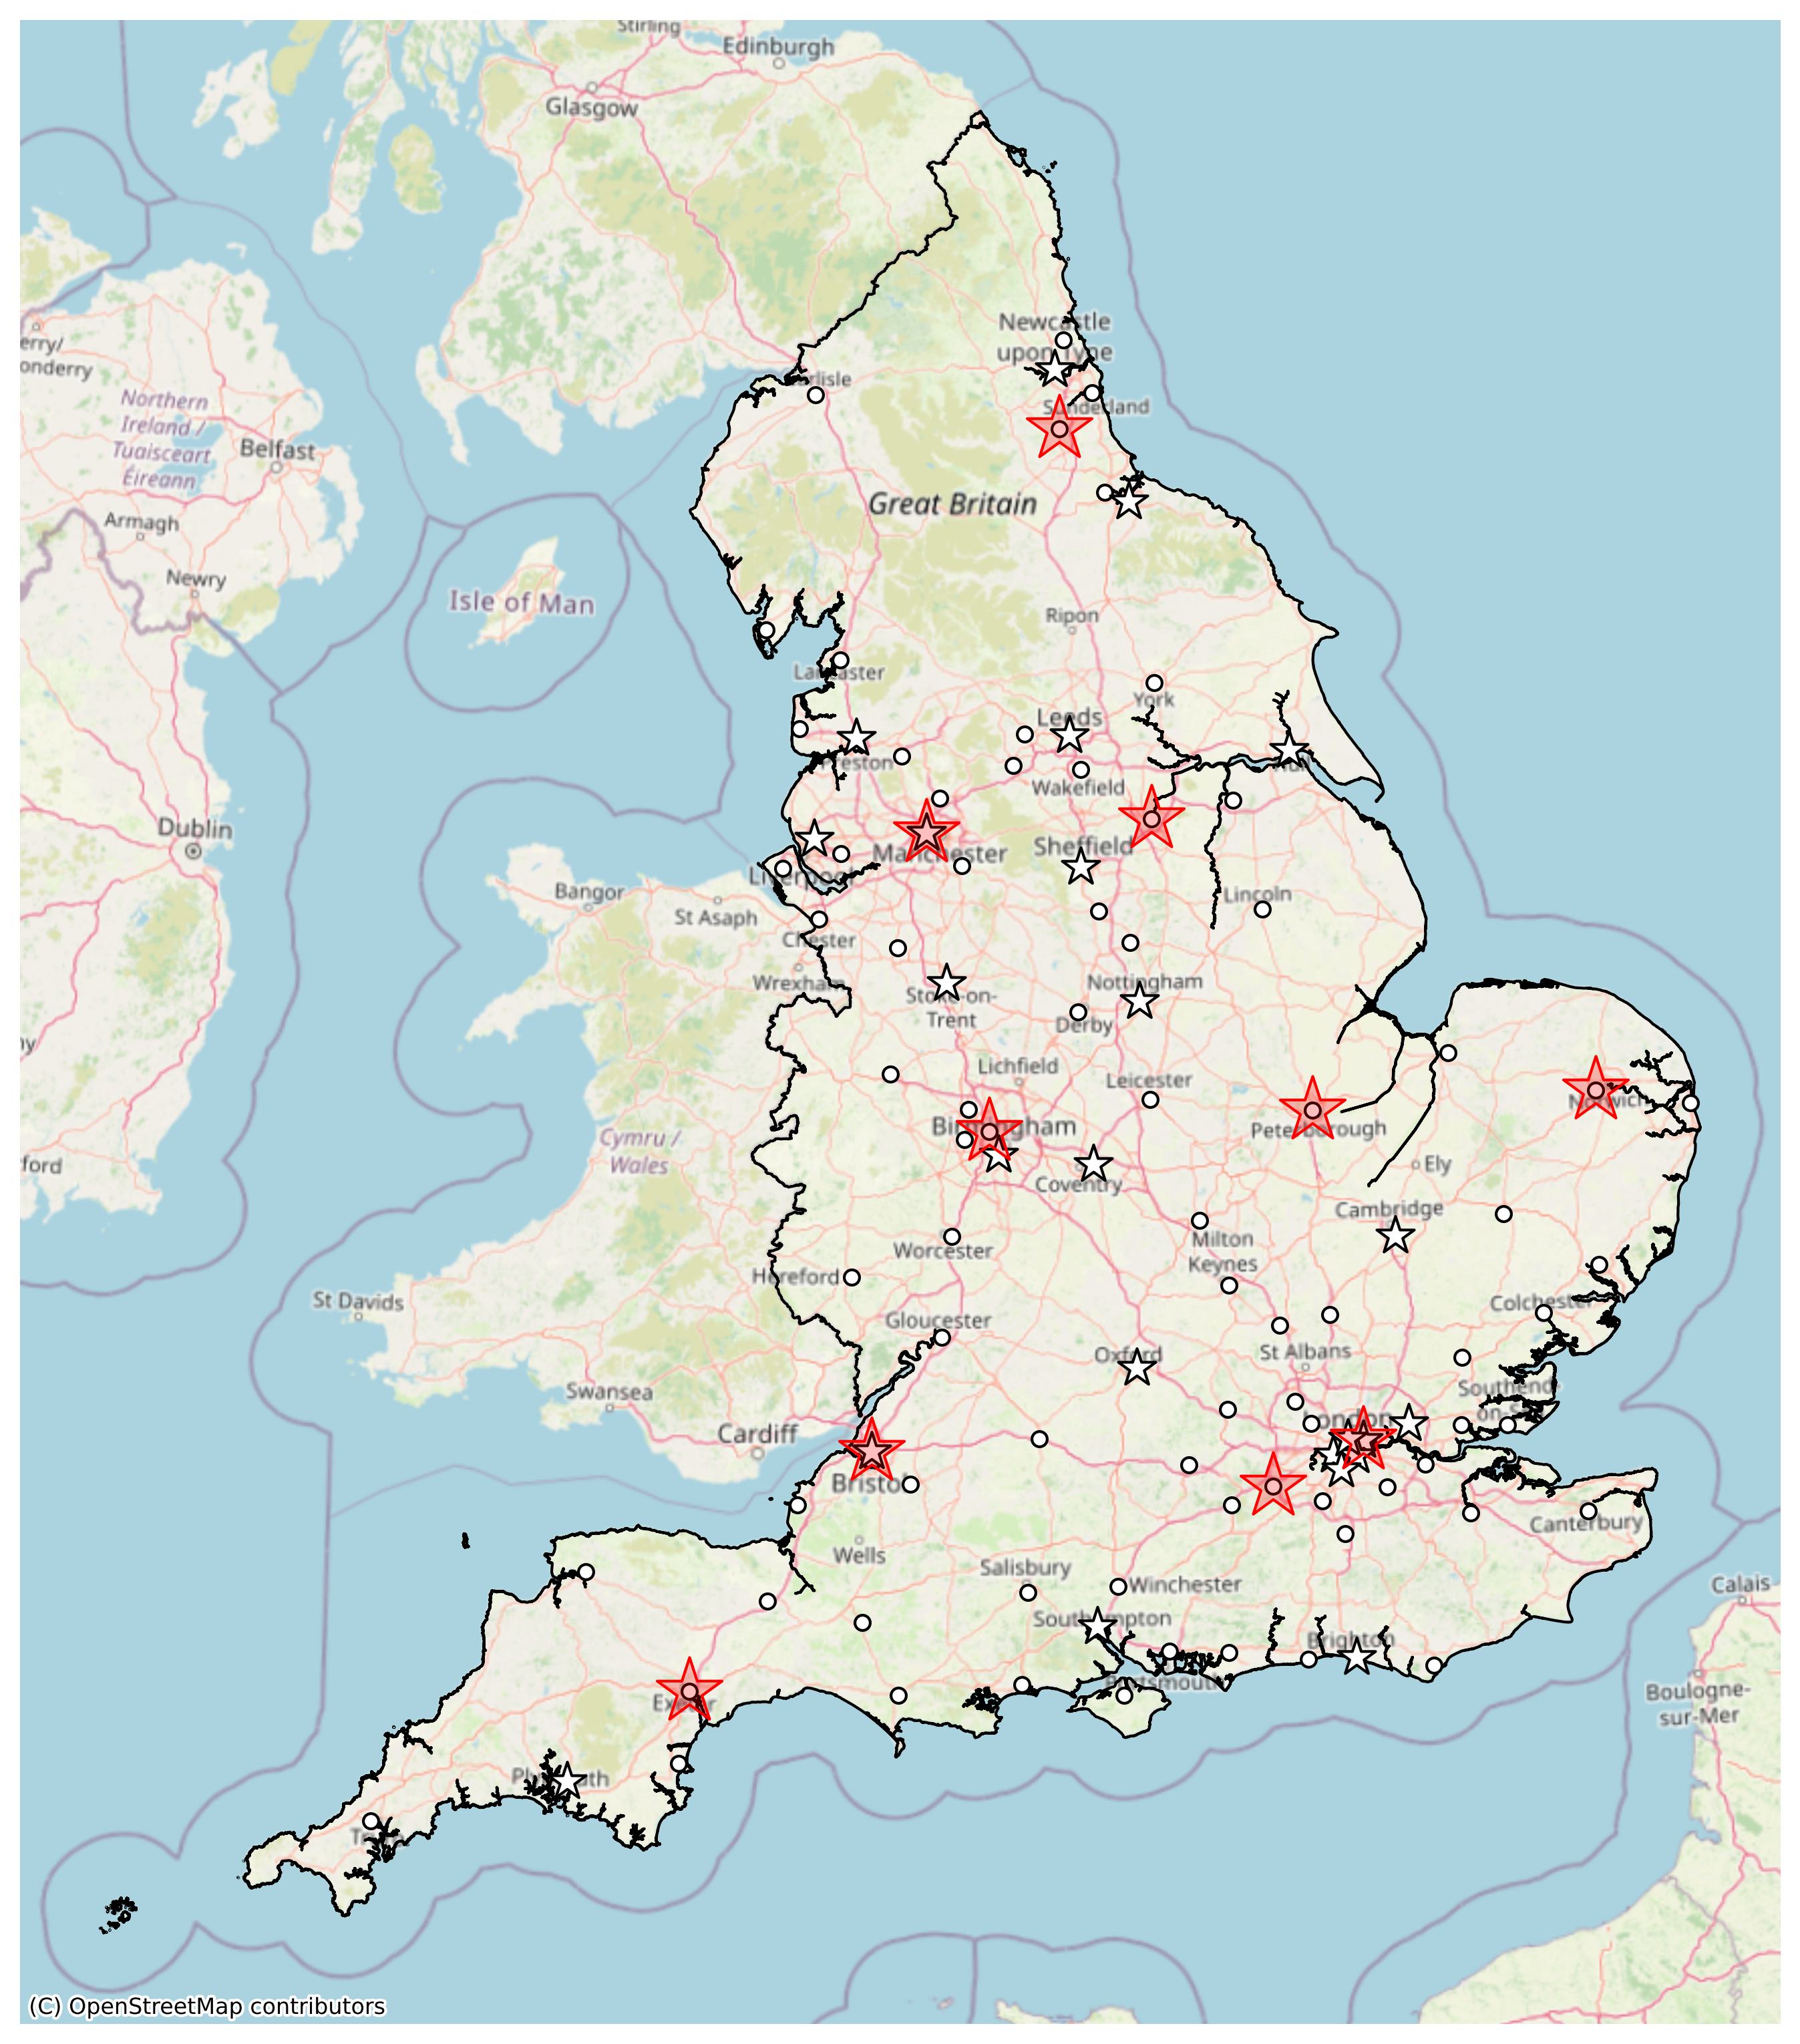 Stirling
Edinburgh
Glasgow
Newcastle
upon Tyne
erry/
onderry
Carlisle
Northern
Ireland /
Tuaisceart
Éireann
Sunderland
Belfast
Great Britain
Armagh
Newry
Isle of Man
Ripon
Lancaster
York
Leeds
Preston
Hull
Wakefield
Dublin
Manchester
Sheffield
Liverpool
Bangor
Lincoln
St Asaph
Chester
Wrexham
Nottingham
Stoke-on-
Trent
Derby
Lichfield
Leicester
Norwich
Birmingham
Peterborough
Cymru /
Wales
ford
Ely
Coventry
Cambridge
Milton
Keynes
Worcester
Hereford
St Davids
Colchester
Gloucester
Oxford
St Albans
Southend-
on-Sea
Swansea
London
Cardiff
Bristol
Canterbury
Wells
Salisbury
Winchester
Calais
Southampton
Brighton
Portsmouth
Exeter
Boulogne-
sur-Mer
Plymouth
Truro
(C) OpenStreetMap contributors